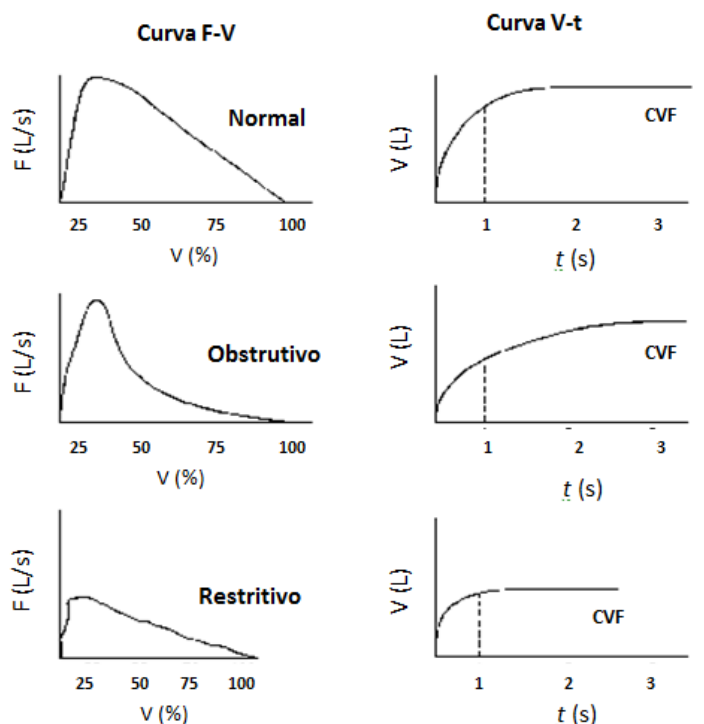 Curva F-V
Curva V-t
F (L/s)
Normal
25 50 75 100
V (%)
V (L)
CVF
1 2 3
t (s)
F (L/s)
Obstrutivo
25 50 75 100
V (%)
V (L)
CVF
1 2 3
t (s)
F (L/s)
Restritivo
25 50 75 100
V (%)
V (L)
CVF
1 2 3
t (s)